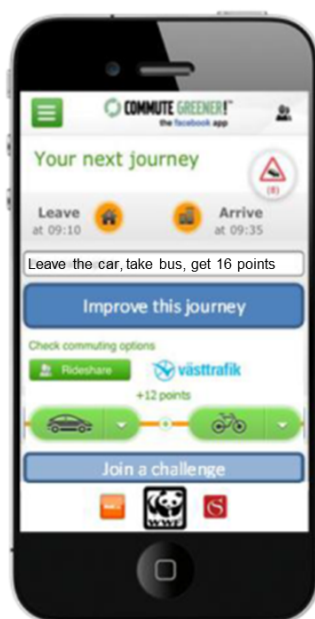 COMMUTE GREENER!™
the facebook app
Your next journey
Leave
at 09:10
Arrive
at 09:35
Leave the car, take bus, get 16 points
Improve this journey
Check commuting options
Rideshare
västtrafik
+12 points
Join a challenge
WWF